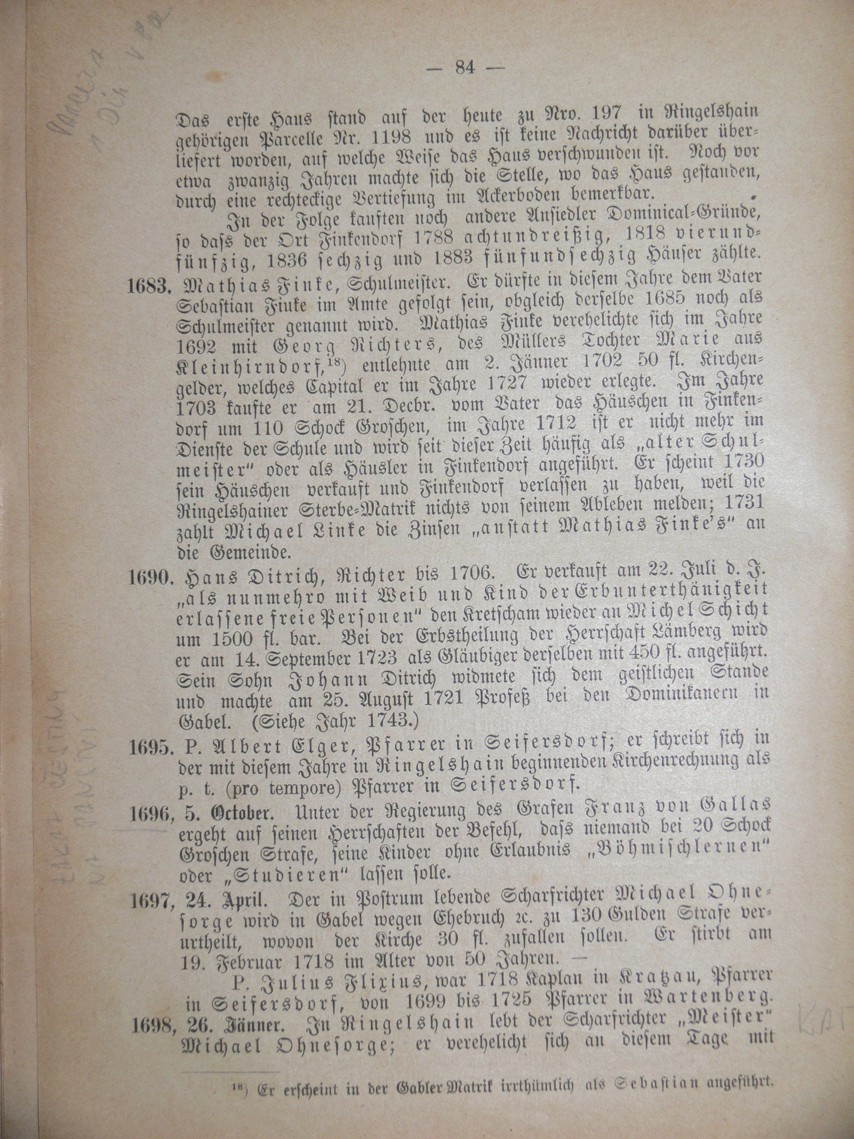 — 84 —
Das erste Haus stand auf der heute zu Nro. 197 in Ringelshain
gehörigen Parcelle Nr. 1198 und es ist keine Nachricht darüber über-
liefert worden, auf welche Weise das Haus verschwunden ist. Noch vor
etwa zwanzig Jahren machte sich die Stelle, wo das Haus gestanden,
durch eine rechteckige Vertiefung im Ackerboden bemerkbar.
In der Folge kauften noch andere Ansiedler Dominical-Gründe,
so dass der Ort Finkendorf 1788 achtundreißig, 1818 vierund-
fünfzig, 1836 sechzig und 1883 fünfundsechzig Häuser zählte.
1683. Mathias Finke, Schulmeister. Er dürfte in diesem Jahre dem Vater
Sebastian Finke im Amte gefolgt sein, obgleich derselbe 1685 noch als
Schulmeister genannt wird. Mathias Finke verehelichte sich im Jahre
1692 mit Georg Richters, des Müllers Tochter Marie aus
Kleinhirndorf,¹⁸) entlehnte am 2. Jänner 1702 50 fl. Kirchen-
gelder, welches Capital er im Jahre 1727 wieder erlegte. Im Jahre
1703 kaufte er am 21. Decbr. vom Vater das Häuschen in Finken-
dorf um 110 Schock Groschen, im Jahre 1712 ist er nicht mehr im
Dienste der Schule und wird seit dieser Zeit häufig als „alter Schul-
meister“ oder als Häusler in Finkendorf angeführt. Er scheint 1730
sein Häuschen verkauft und Finkendorf verlassen zu haben, weil die
Ringelshainer Sterbe-Matrik nichts von seinem Ableben melden; 1731
zahlt Michael Linke die Zinsen „anstatt Mathias Finke's“ an
die Gemeinde.
1690. Hans Ditrich, Richter bis 1706. Er verkauft am 22. Juli d. J.
„als nunmehro mit Weib und Kind der Erbunterthänigkeit
erlassene freie Personen“ den Kretscham wieder an Michel Schicht
um 1500 fl. bar. Bei der Erbstheilung der Herrschaft Lämberg wird
er am 14. September 1723 als Gläubiger derselben mit 450 fl. angeführt.
Sein Sohn Johann Ditrich widmete sich dem geistlichen Stande
und machte am 25. August 1721 Profeß bei den Dominikanern in
Gabel. (Siehe Jahr 1743.)
1695. P. Albert Elger, Pfarrer in Seifersdorf; er schreibt sich in
der mit diesem Jahre in Ringelshain beginnenden Kirchenrechnung als
p. t. (pro tempore) Pfarrer in Seifersdorf.
1696, 5. October. Unter der Regierung des Grafen Franz von Gallas
ergeht auf seinen Herrschaften der Befehl, dass niemand bei 20 Schock
Groschen Strafe, seine Kinder ohne Erlaubnis „Böhmischlernen“
oder „Studieren“ lassen solle.
1697, 24. April. Der in Postrum lebende Scharfrichter Michael Ohne-
sorge wird in Gabel wegen Ehebruch ꝛc. zu 130 Gulden Strafe ver-
urtheilt, wovon der Kirche 30 fl. zufallen sollen. Er stirbt am
19. Februar 1718 im Alter von 50 Jahren. —
P. Julius Flixius, war 1718 Kaplan in Kratzau, Pfarrer
in Seifersdorf, von 1699 bis 1725 Pfarrer in Wartenberg.
1698, 26. Jänner. In Ringelshain lebt der Scharfrichter „Meister“
Michael Ohnesorge; er verehelicht sich an diesem Tage mit
¹⁸) Er erscheint in der Gabler Matrik irrthümlich als Sebastian angeführt.